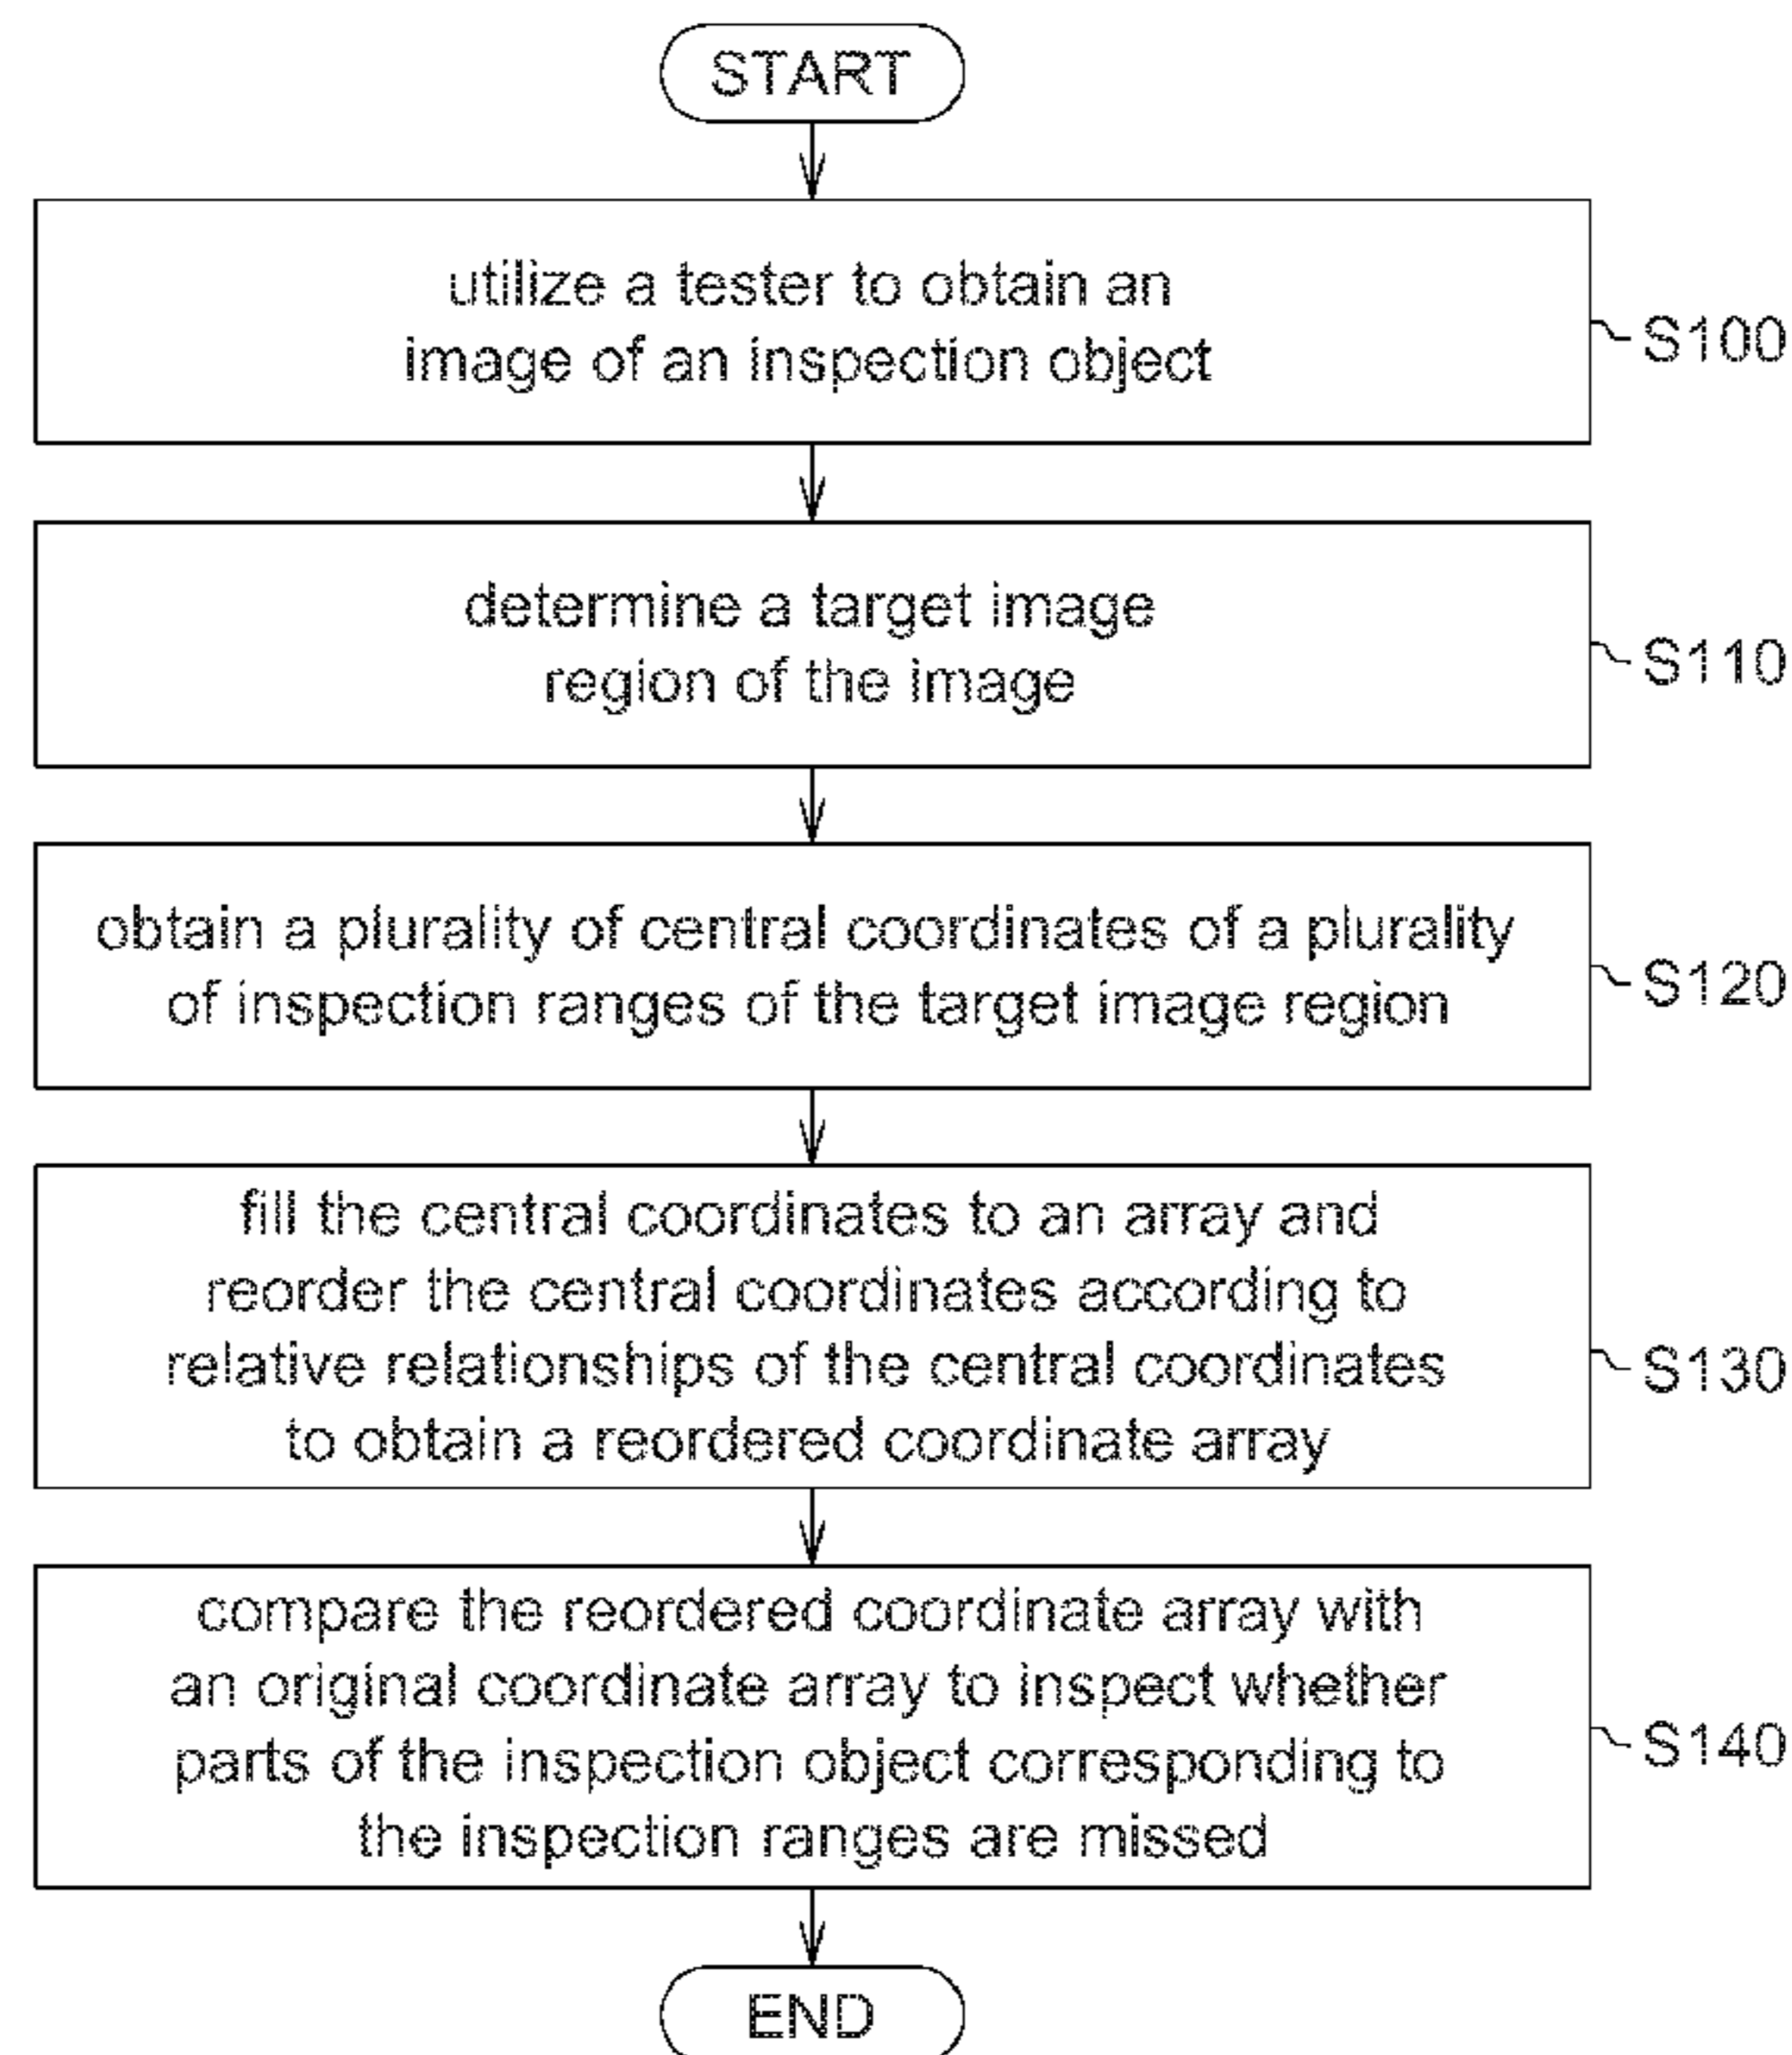 START
utilize a tester to obtain an
image of an inspection object
S100
determine a target image
region of the image
S110
obtain a plurality of central coordinates of a plurality
of inspection ranges of the target image region
S120
fill the central coordinates to an array and
reorder the central coordinates according to
relative relationships of the central coordinates
to obtain a reordered coordinate array
S130
compare the reordered coordinate array with
an original coordinate array to inspect whether
parts of the inspection object corresponding to
the inspection ranges are missed
S140
END